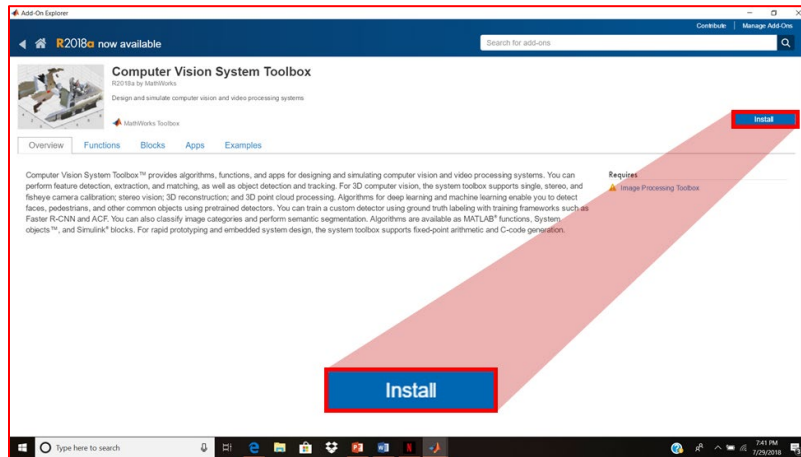 Add-On Explorer
Contribute | Manage Add-Ons
R2018a now available
Search for add-ons
Computer Vision System Toolbox
R2018a by MathWorks
Design and simulate computer vision and video processing systems
MathWorks Toolbox
Install
Overview Functions Blocks Apps Examples
Computer Vision System Toolbox™ provides algorithms, functions, and apps for designing and simulating computer vision and video processing systems. You can
perform feature detection, extraction, and matching, as well as object detection and tracking. For 3D computer vision, the system toolbox supports single, stereo, and
fisheye camera calibration; stereo vision; 3D reconstruction; and 3D point cloud processing. Algorithms for deep learning and machine learning enable you to detect
faces, pedestrians, and other common objects using pretrained detectors. You can train a custom detector using ground truth labeling with training frameworks such as
Faster R-CNN and ACF. You can also classify image categories and perform semantic segmentation. Algorithms are available as MATLAB® functions, System
objects™, and Simulink® blocks. For rapid prototyping and embedded system design, the system toolbox supports fixed-point arithmetic and C-code generation.
Requires
Image Processing Toolbox
Install
Type here to search
7:41 PM
7/29/2018